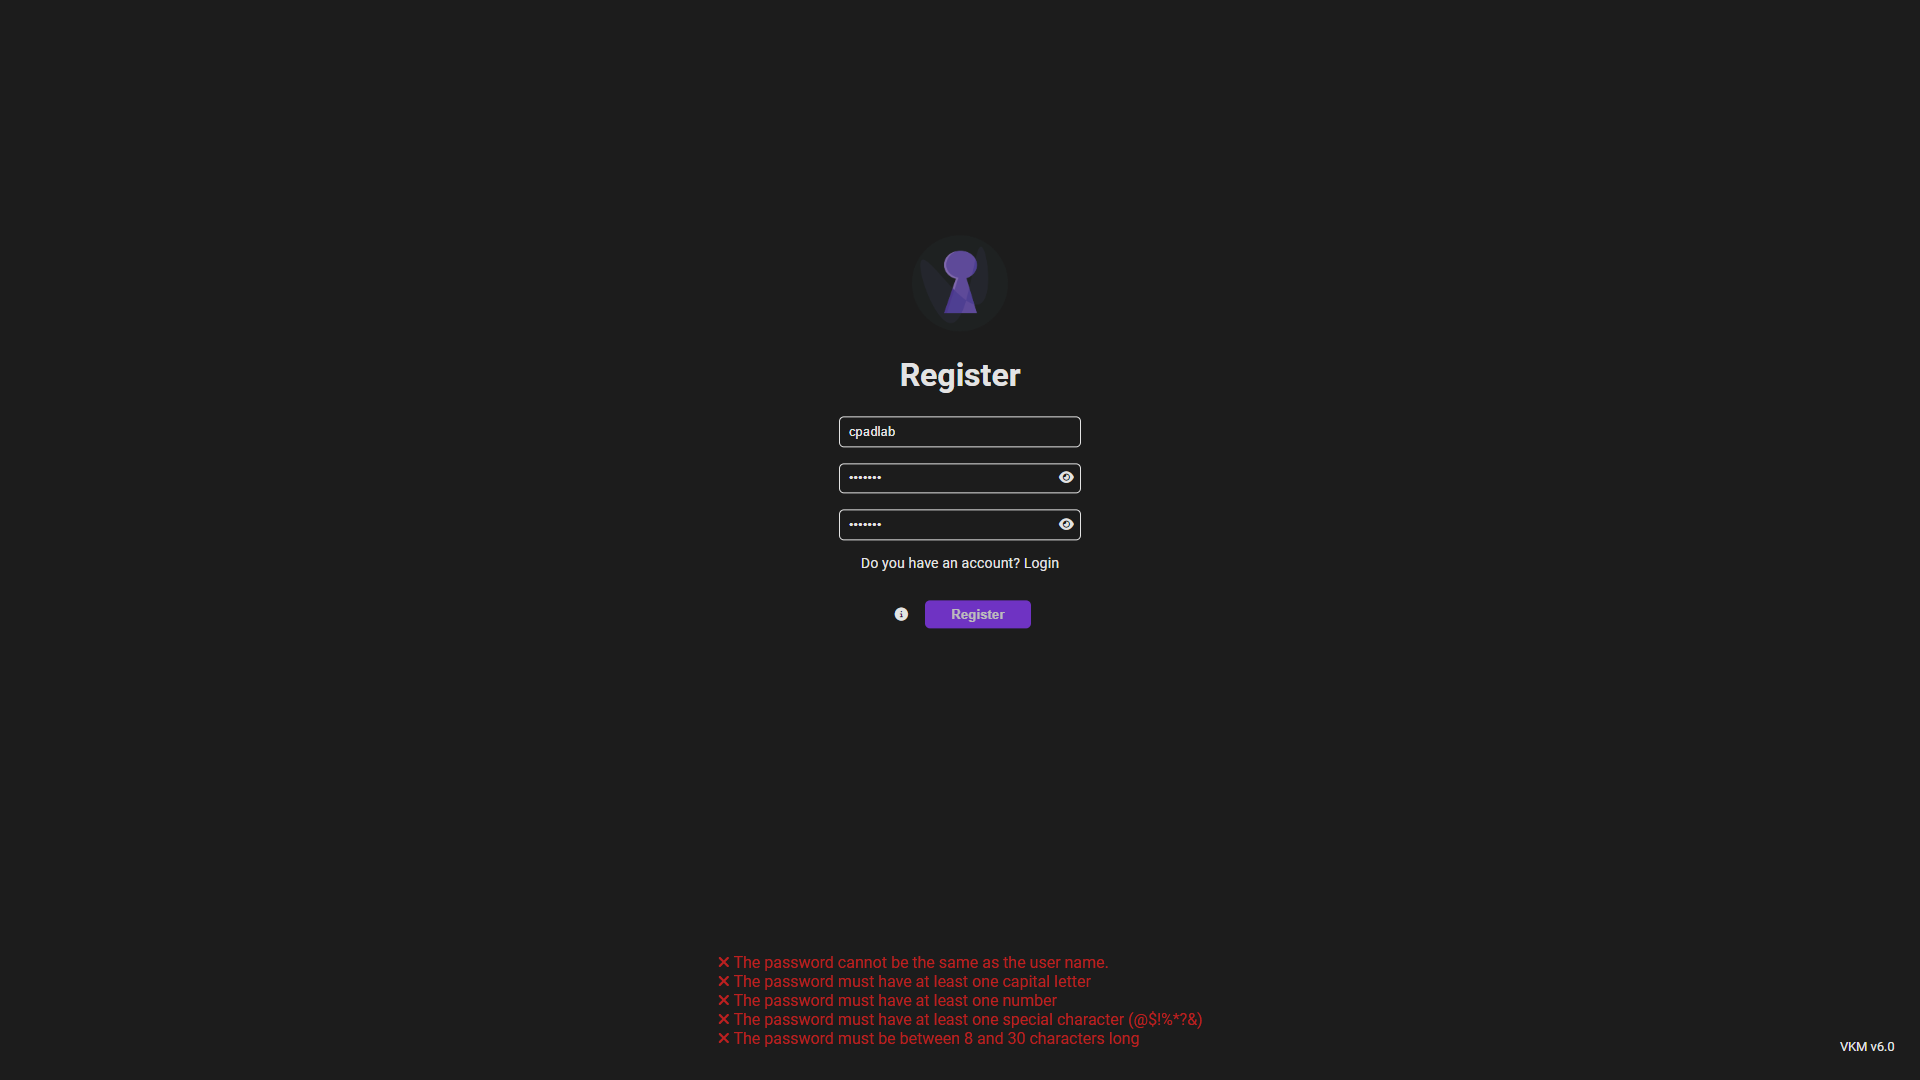 Register
cpadlab
•••••••
•••••••
Do you have an account? Login
Register
✕ The password cannot be the same as the user name.
✕ The password must have at least one capital letter
✕ The password must have at least one number
✕ The password must have at least one special character (@$!%*?&)
✕ The password must be between 8 and 30 characters long
VKM v6.0